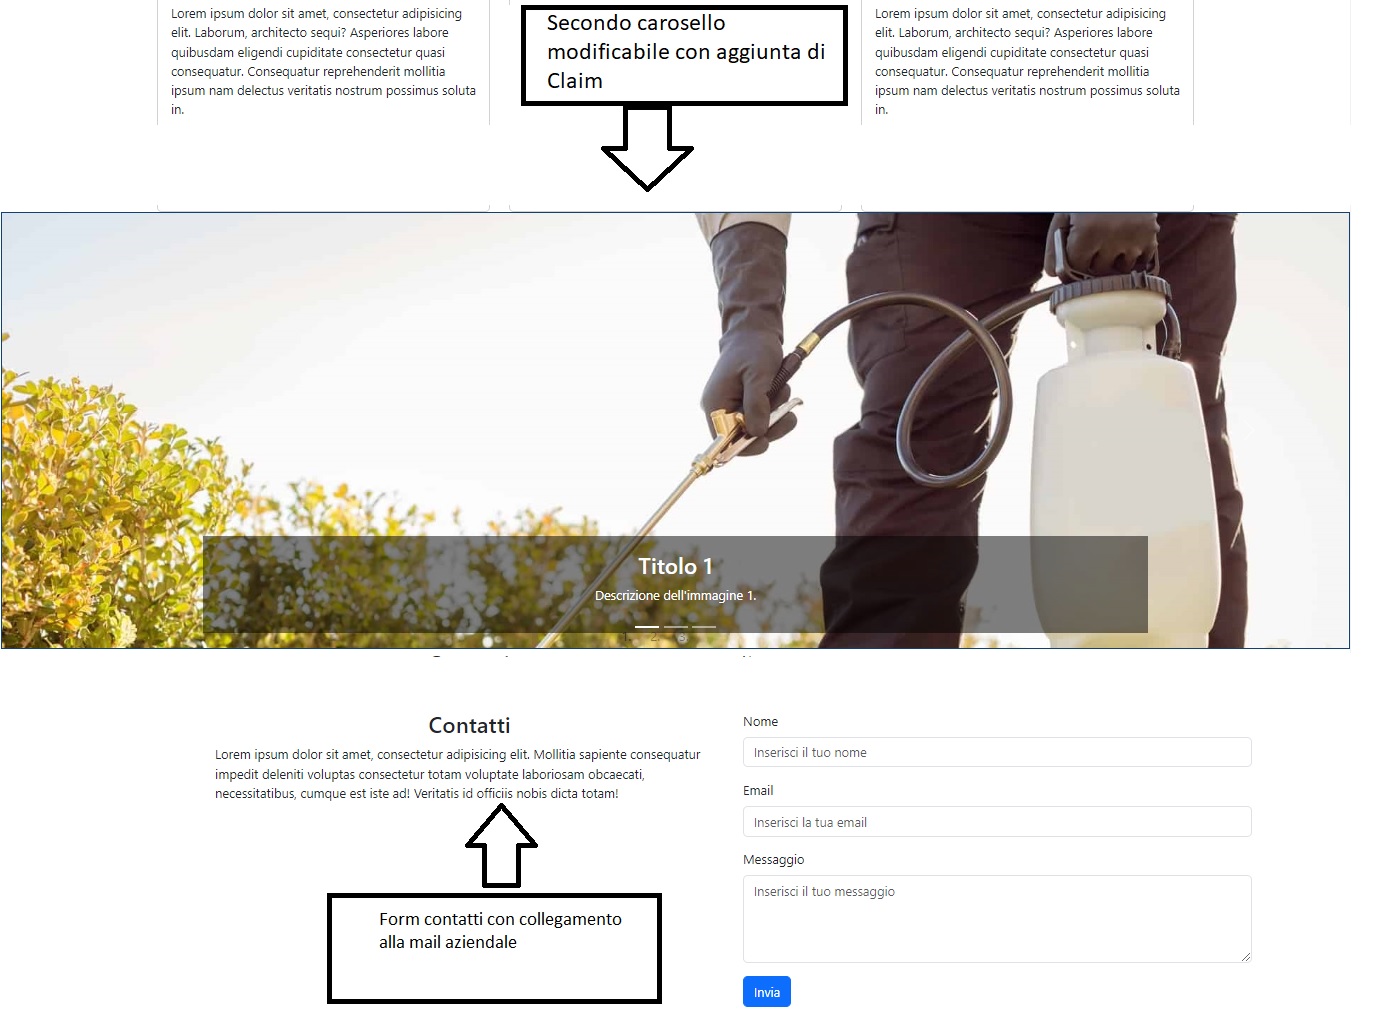 Lorem ipsum dolor sit amet, consectetur adipisicing
elit. Laborum, architecto sequi? Asperiores labore
quibusdam eligendi cupiditate consectetur quasi
consequatur. Consequatur reprehenderit mollitia
ipsum nam delectus veritatis nostrum possimus soluta
in.
Secondo carosello
modificabile con aggiunta di
Claim
Lorem ipsum dolor sit amet, consectetur adipisicing
elit. Laborum, architecto sequi? Asperiores labore
quibusdam eligendi cupiditate consectetur quasi
consequatur. Consequatur reprehenderit mollitia
ipsum nam delectus veritatis nostrum possimus soluta
in.
Titolo 1
Descrizione dell'immagine 1.
1. 2. 3.
Contatti
Lorem ipsum dolor sit amet, consectetur adipisicing elit. Mollitia sapiente consequatur
impedit deleniti voluptas consectetur totam voluptate laboriosam obcaecati,
necessitatibus, cumque est iste ad! Veritatis id officiis nobis dicta totam!
Form contatti con collegamento
alla mail aziendale
Nome
Inserisci il tuo nome
Email
Inserisci la tua email
Messaggio
Inserisci il tuo messaggio
Invia